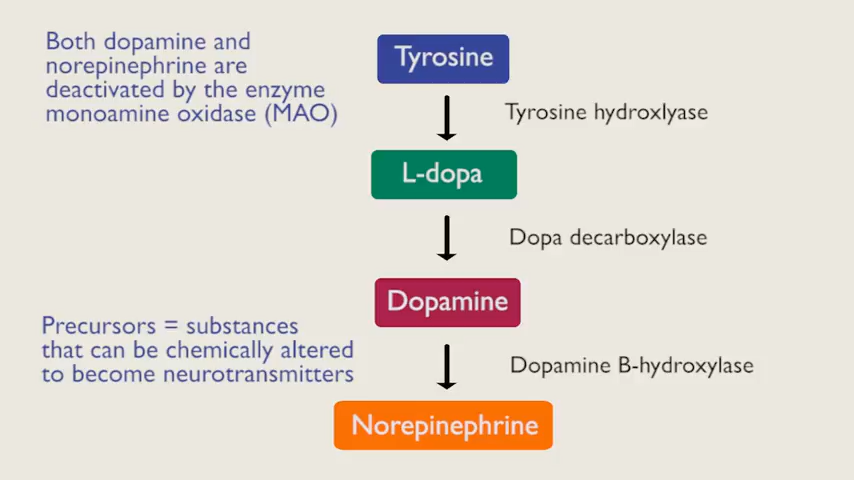 Both dopamine and
norepinephrine are
deactivated by the enzyme
monoamine oxidase (MAO)
Tyrosine
Tyrosine hydroxlyase
L-dopa
Dopa decarboxylase
Dopamine
Precursors = substances
that can be chemically altered
to become neurotransmitters
Dopamine B-hydroxylase
Norepinephrine